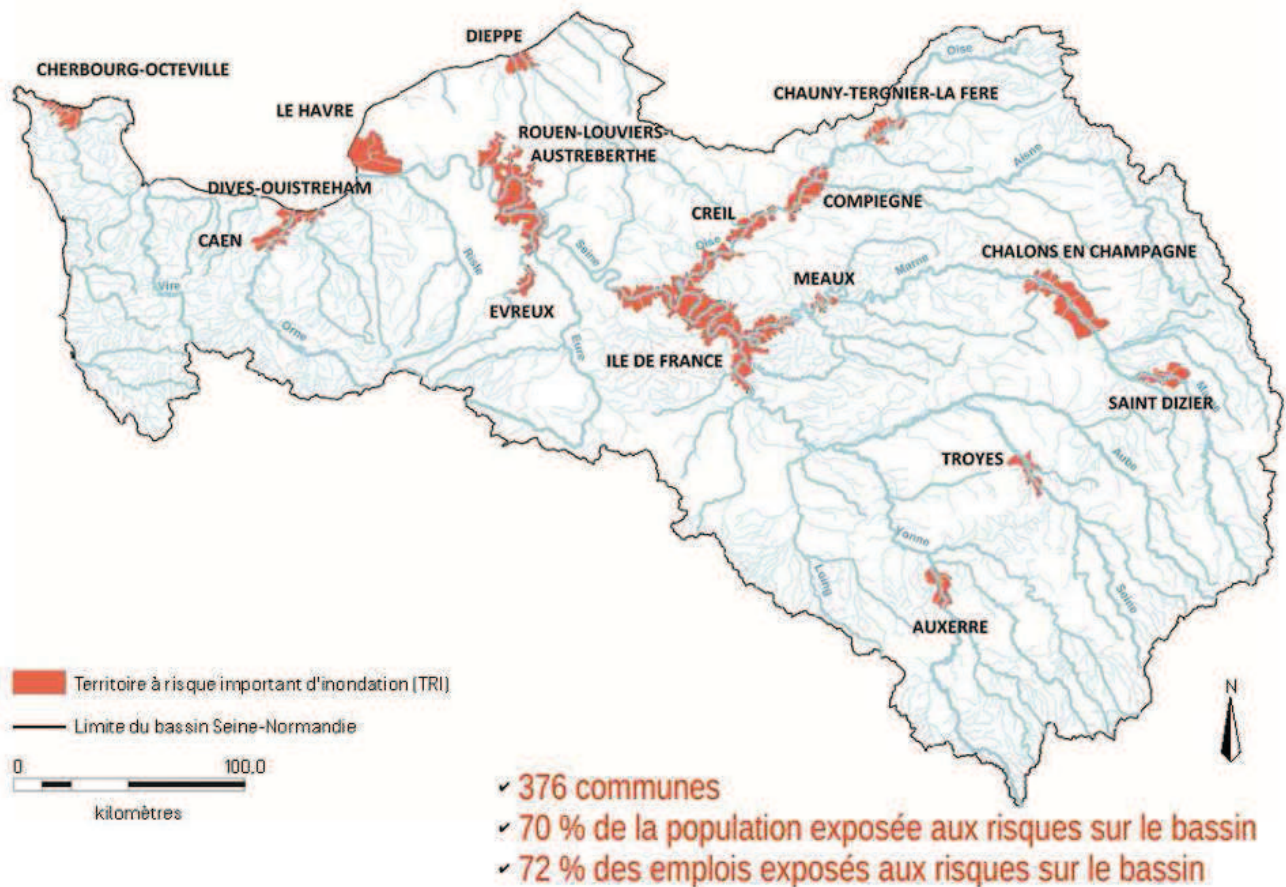 DIEPPE
Oise
CHERBOURG-OCTEVILLE
CHAUNY-TERGNIER-LA FERE
LE HAVRE
ROUEN-LOUVIERS-
AUSTREBERTHE
Aisne
DIVES-OUISTREHAM
COMPIEGNE
CREIL
CAEN
Oise
Seine
CHALONS EN CHAMPAGNE
Marne
MEAUX
Risle
Vire
EVREUX
Orne
Eure
ILE DE FRANCE
SAINT DIZIER
TROYES
Aube
Yonne
Loing
Seine
AUXERRE
Territoire à risque important d'inondation (TRI)
Limite du bassin Seine-Normandie
N
0 100,0
kilomètres
✓ 376 communes
✓ 70 % de la population exposée aux risques sur le bassin
✓ 72 % des emplois exposés aux risques sur le bassin